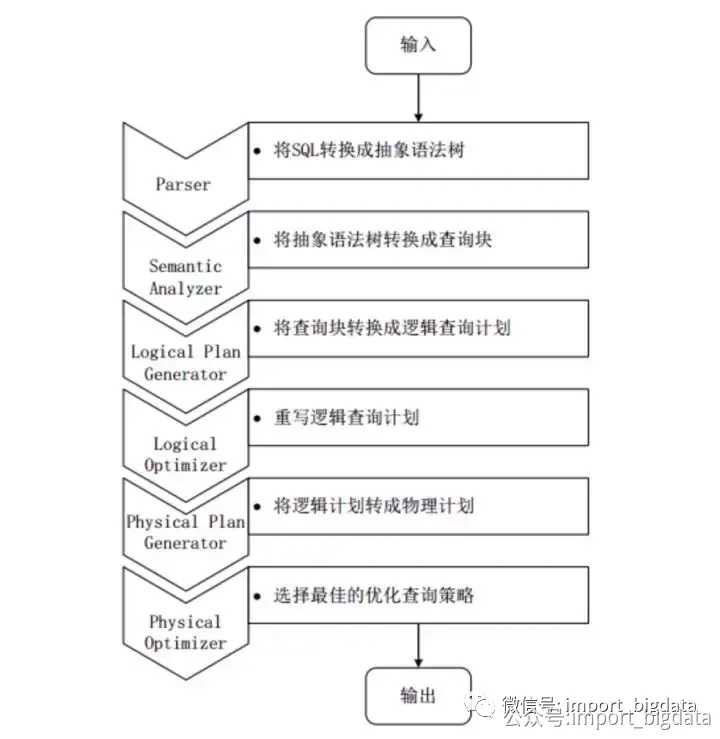 输入
Parser
• 将SQL转换成抽象语法树
Semantic
Analyzer
• 将抽象语法树转换成查询块
Logical Plan
Generator
• 将查询块转换成逻辑查询计划
Logical
Optimizer
• 重写逻辑查询计划
Physical Plan
Generator
• 将逻辑计划转成物理计划
Physical
Optimizer
• 选择最佳的优化查询策略
输出
微信号: import_bigdata
公众号:import_bigdata